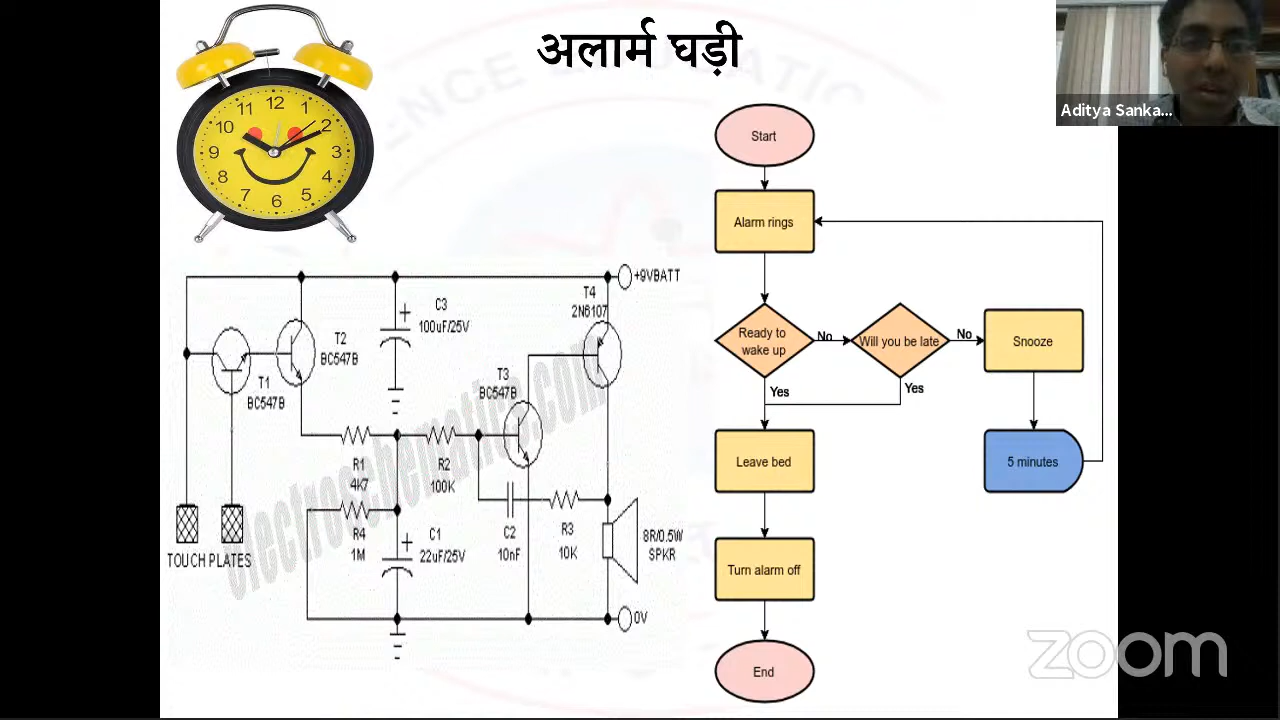 अलार्म घड़ी
Aditya Sanka...
11 12 1
10 2
9 3
8 4
7 6 5
+9VBATT
T4
2N6107
C3
100uF/25V
T2
BC547B
T1
BC547B
T3
BC547B
R1
4K7
R2
100K
R4
1M
C1
22uF/25V
C2
10nF
R3
10K
8R/0.5W
SPKR
TOUCH PLATES
0V
electroschematics.com
Start
Alarm rings
Ready to
wake up
No
Will you be late
No
Snooze
Yes
Yes
Leave bed
5 minutes
Turn alarm off
End
zoom